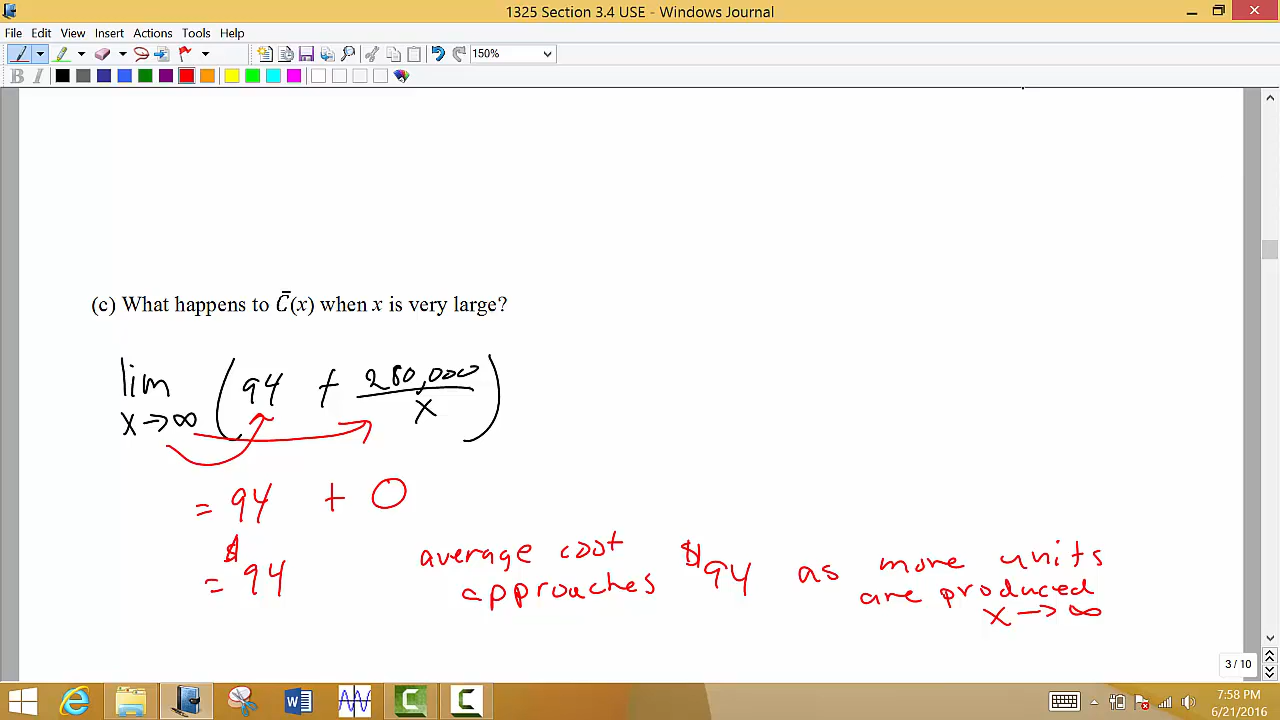 1325 Section 3.4 USE - Windows Journal
File Edit View Insert Actions Tools Help
150%
B I
(c) What happens to C̄(x) when x is very large?
lim x→∞ (94 + 280,000/x)
= 94 + 0
= $94
average cost approaches $94 as more units are produced x→∞
3 / 10
7:58 PM
6/21/2016